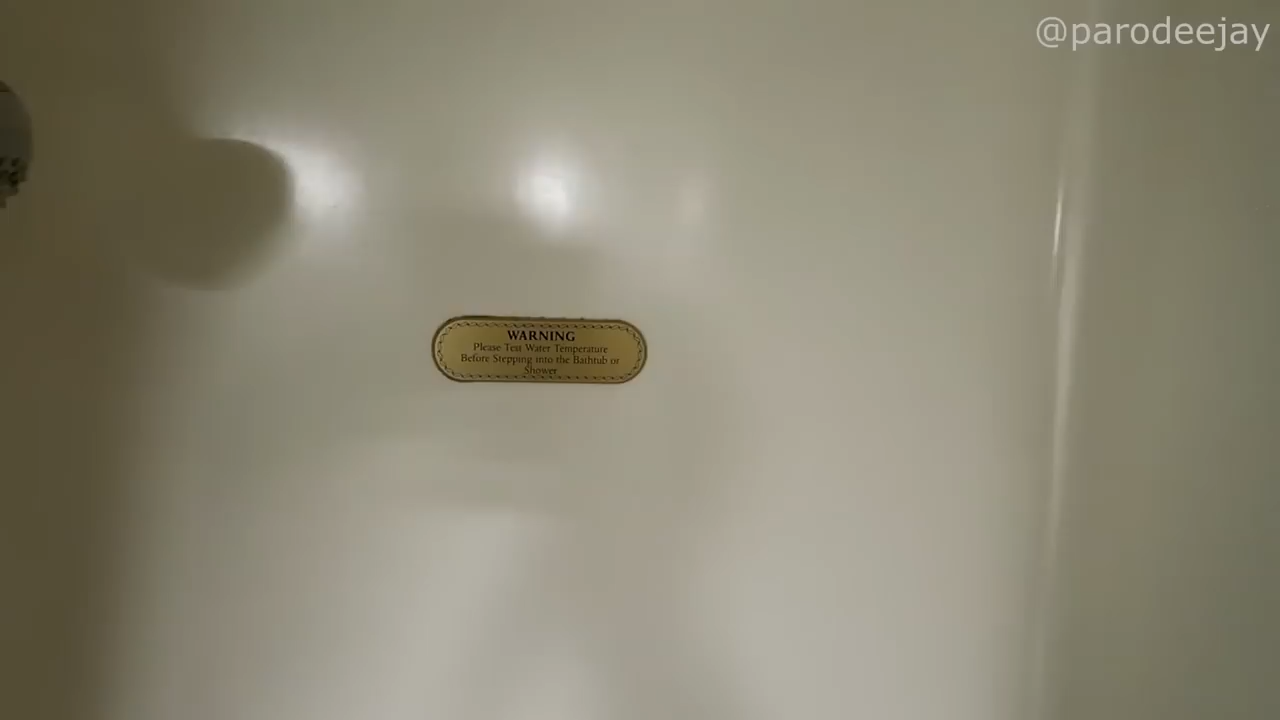 @parodeejay
WARNING
Please Test Water Temperature
Before Stepping into the Bathtub or
Shower